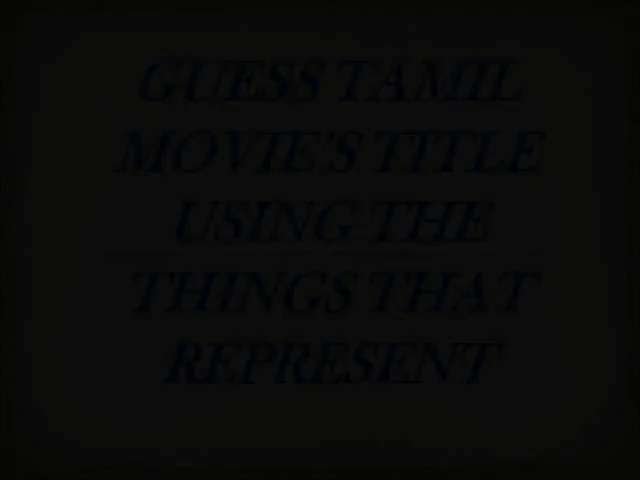 GUESS TAMIL
MOVIE'S TITLE
USING THE
THINGS THAT
REPRESENT